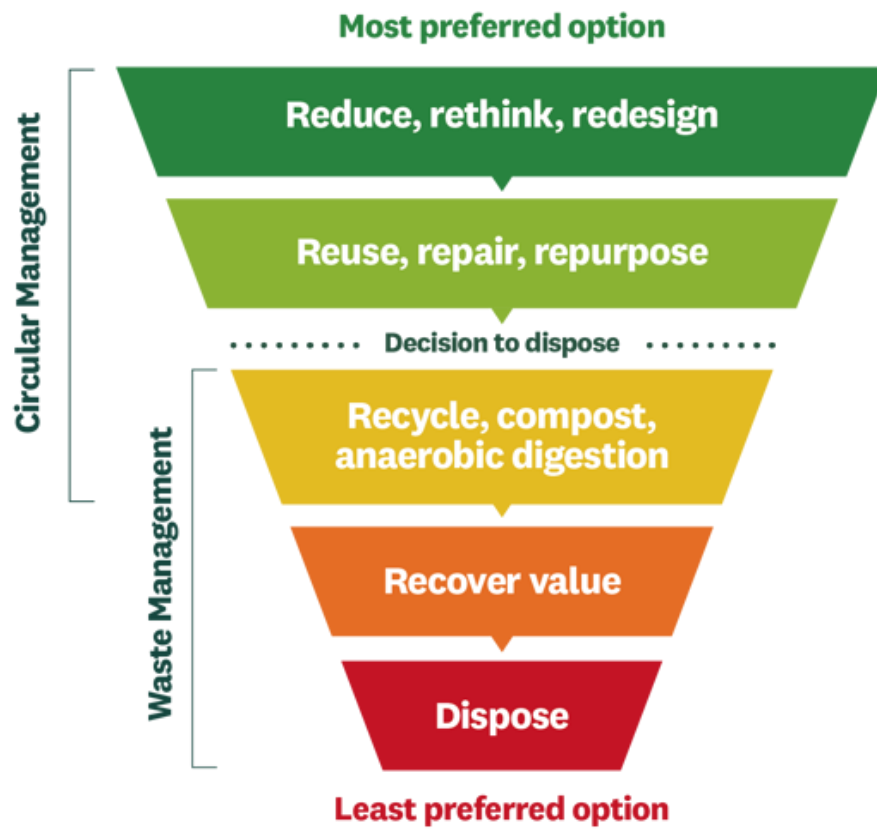 Most preferred option
Circular Management
Reduce, rethink, redesign
Reuse, repair, repurpose
Decision to dispose
Waste Management
Recycle, compost,
anaerobic digestion
Recover value
Dispose
Least preferred option